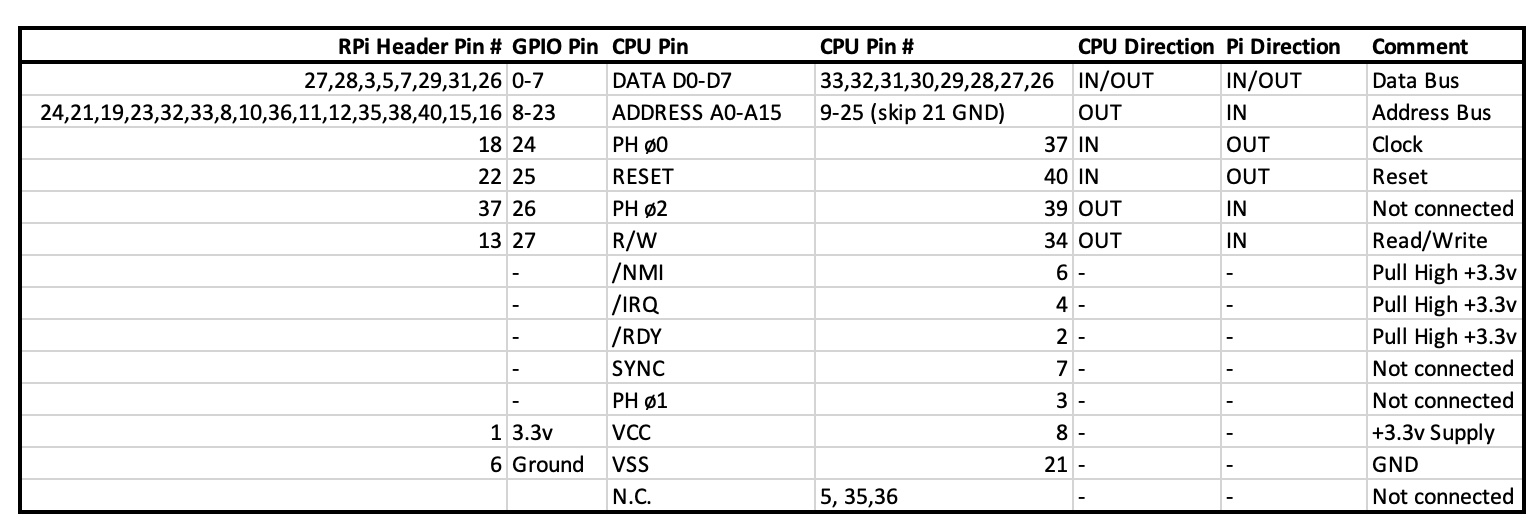 RPi Header Pin # GPIO Pin CPU Pin CPU Pin # CPU Direction Pi Direction Comment
27,28,3,5,7,29,31,26 0-7 DATA D0-D7 33,32,31,30,29,28,27,26 IN/OUT IN/OUT Data Bus
24,21,19,23,32,33,8,10,36,11,12,35,38,40,15,16 8-23 ADDRESS A0-A15 9-25 (skip 21 GND) OUT IN Address Bus
18 24 PH ø0 37 IN OUT Clock
22 25 RESET 40 IN OUT Reset
37 26 PH ø2 39 OUT IN Not connected
13 27 R/W 34 OUT IN Read/Write
- /NMI 6 - - Pull High +3.3v
- /IRQ 4 - - Pull High +3.3v
- /RDY 2 - - Pull High +3.3v
- SYNC 7 - - Not connected
- PH ø1 3 - - Not connected
1 3.3v VCC 8 - - +3.3v Supply
6 Ground VSS 21 - - GND
N.C. 5, 35,36 - - Not connected